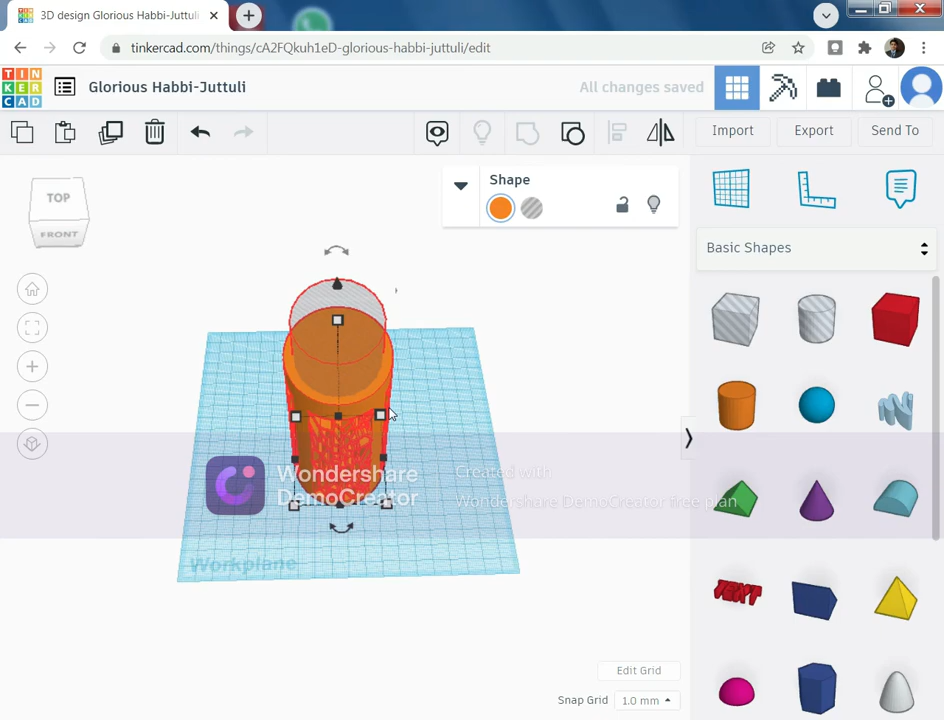 3D design Glorious Habbi-Juttuli
tinkercad.com/things/cA2FQkuh1eD-glorious-habbi-juttuli/edit
TIN
KER
CAD
Glorious Habbi-Juttuli
All changes saved
Import
Export
Send To
TOP
FRONT
Shape
Basic Shapes
Wondershare
DemoCreator
Created with
Wondershare DemoCreator free plan
Workplane
TEXT
Edit Grid
Snap Grid
1.0 mm